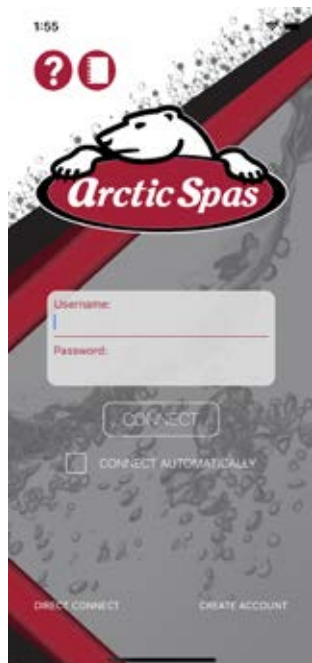 1:55
?
Arctic Spas
Username:
Password:
CONNECT
CONNECT AUTOMATICALLY
DIRECT CONNECT
CREATE ACCOUNT